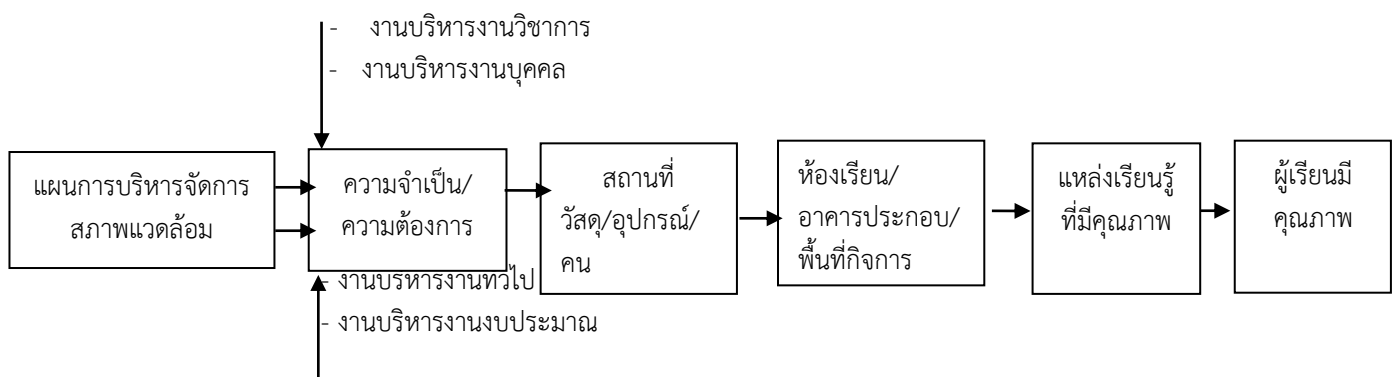 - งานบริหารงานวิชาการ
- งานบริหารงานบุคคล
แผนการบริหารจัดการ
สภาพแวดล้อม
ความจำเป็น/
ความต้องการ
สถานที่
วัสดุ/อุปกรณ์/
คน
ห้องเรียน/
อาคารประกอบ/
พื้นที่กิจการ
แหล่งเรียนรู้
ที่มีคุณภาพ
ผู้เรียนมี
คุณภาพ
- งานบริหารงานทั่วไป
- งานบริหารงานงบประมาณ